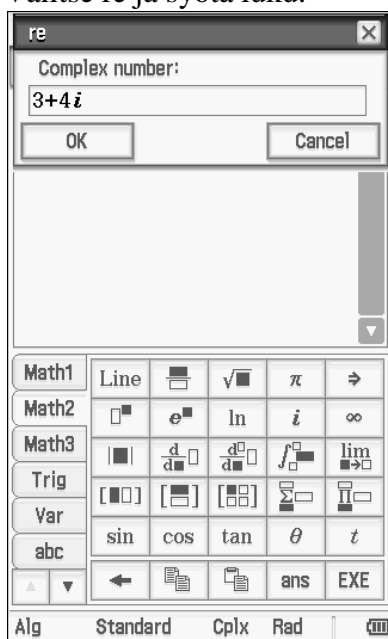 Valitse re ja syötä luku.
re
Complex number:
3+4i
OK Cancel
Math1 Line √■ π ⇒
Math2 □■ e■ ln i ∞
Math3 |■| d/d■□ d□/d■□ ∫ lim ■→□
Trig [■□] Σ□ Π□
Var sin cos tan θ t
abc
← ans EXE
Alg Standard Cplx Rad